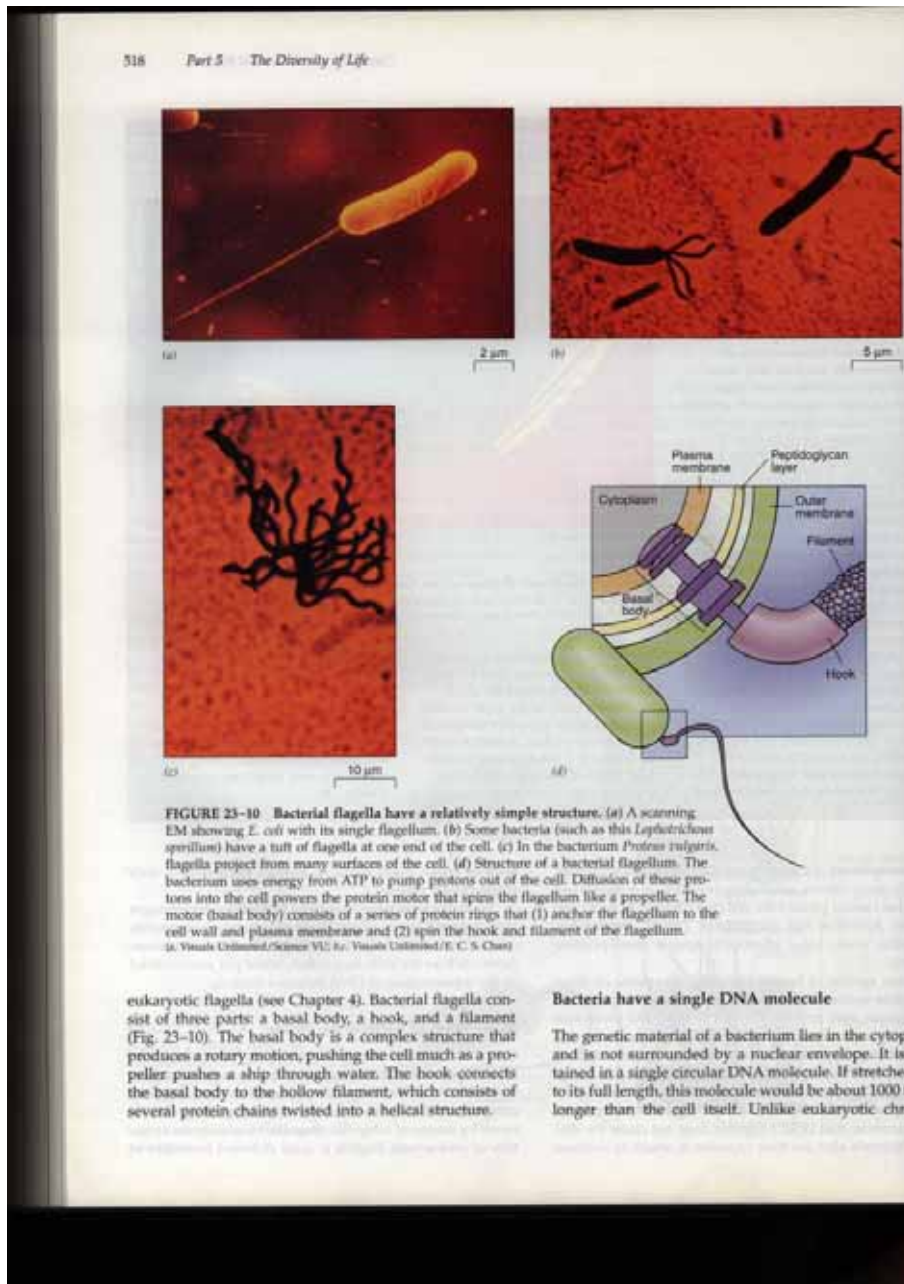 518 Part 5 The Diversity of Life
(a)
2 µm
(b)
5 µm
Plasma
membrane
Peptidoglycan
layer
Cytoplasm
Outer
membrane
Filament
Basal
body
Hook
(c)
10 µm
(d)
FIGURE 23–10 Bacterial flagella have a relatively simple structure. (a) A scanning
EM showing E. coli with its single flagellum. (b) Some bacteria (such as this Lophotrichous
spirillum) have a tuft of flagella at one end of the cell. (c) In the bacterium Proteus vulgaris,
flagella project from many surfaces of the cell. (d) Structure of a bacterial flagellum. The
bacterium uses energy from ATP to pump protons out of the cell. Diffusion of these pro-
tons into the cell powers the protein motor that spins the flagellum like a propeller. The
motor (basal body) consists of a series of protein rings that (1) anchor the flagellum to the
cell wall and plasma membrane and (2) spin the hook and filament of the flagellum.
(a, Visuals Unlimited/Science VU; b,c, Visuals Unlimited/E. C. S. Chan)
eukaryotic flagella (see Chapter 4). Bacterial flagella con-
sist of three parts: a basal body, a hook, and a filament
(Fig. 23–10). The basal body is a complex structure that
produces a rotary motion, pushing the cell much as a pro-
peller pushes a ship through water. The hook connects
the basal body to the hollow filament, which consists of
several protein chains twisted into a helical structure.
Bacteria have a single DNA molecule
The genetic material of a bacterium lies in the cytop
and is not surrounded by a nuclear envelope. It is
tained in a single circular DNA molecule. If stretche
to its full length, this molecule would be about 1000
longer than the cell itself. Unlike eukaryotic chr